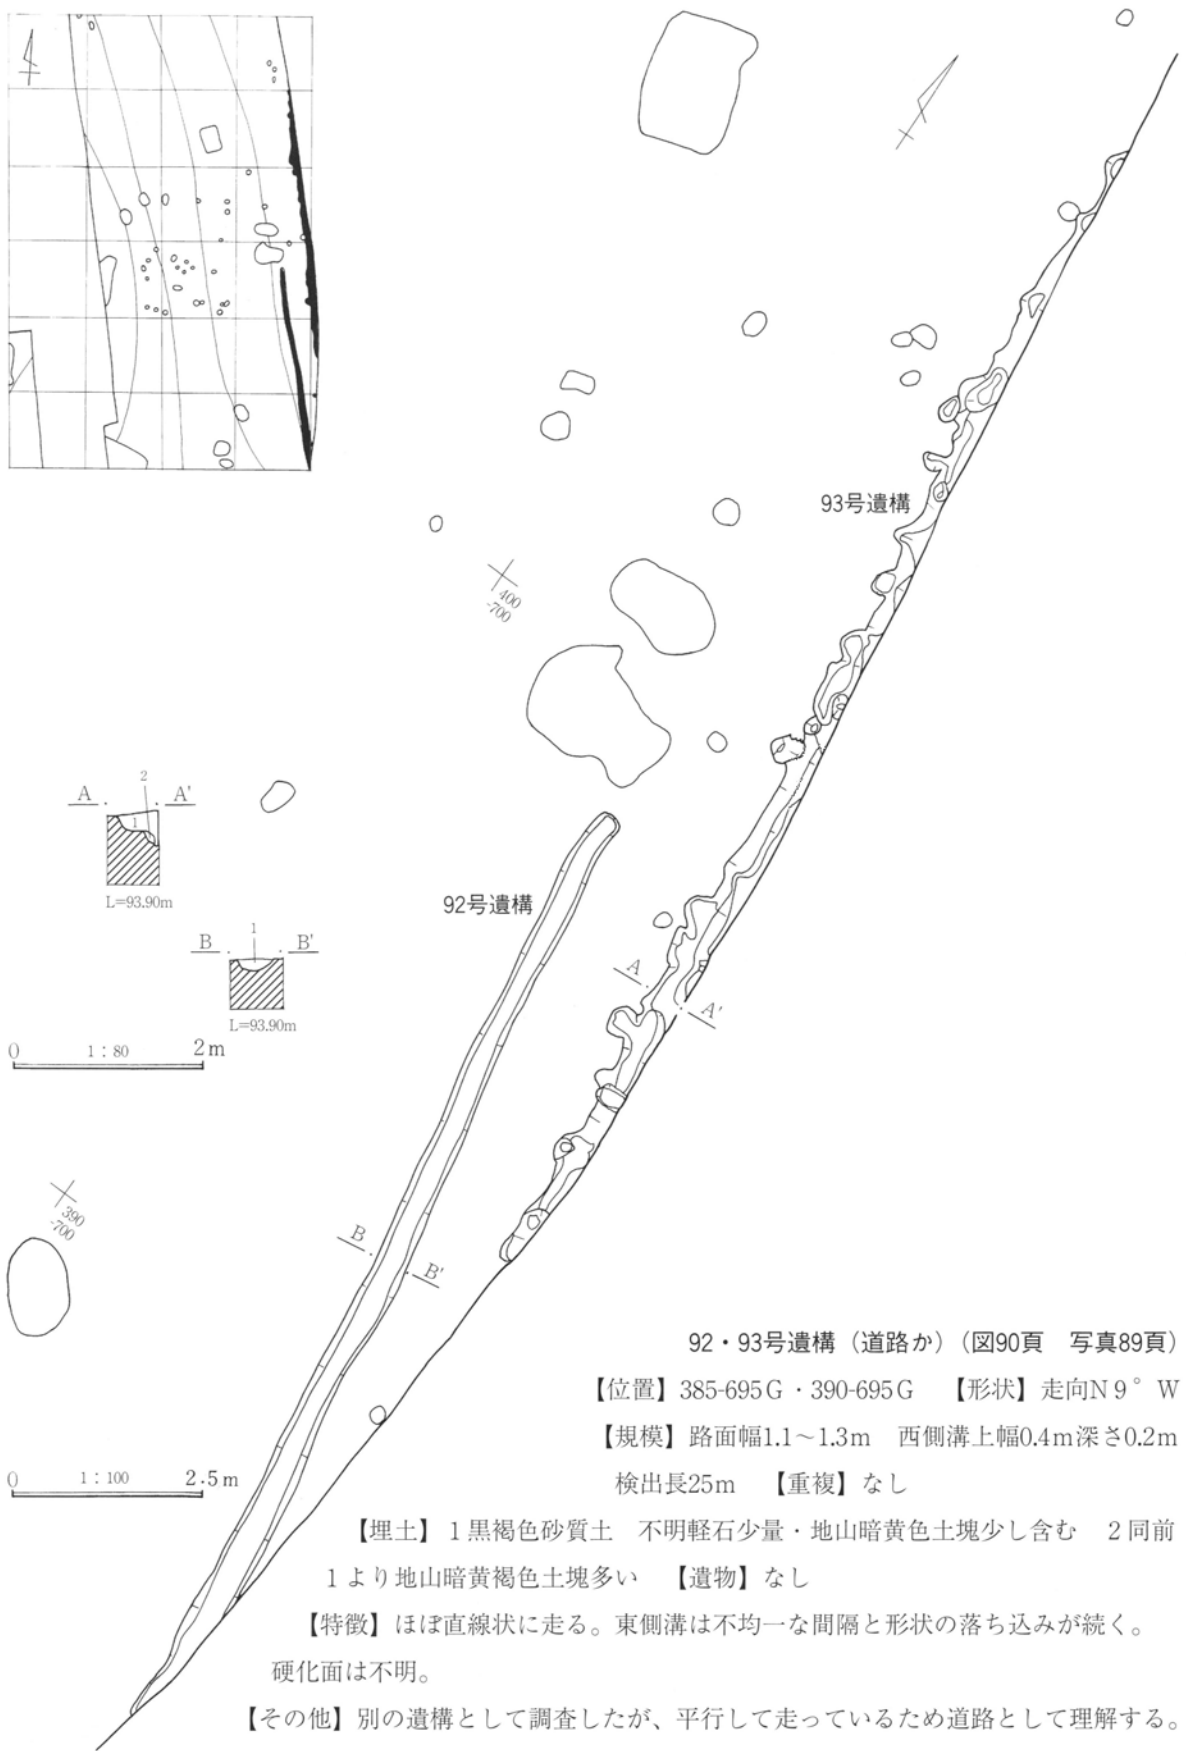 93号遺構
400
-700
2
A A'
1
L=93.90m
92号遺構
1
B B'
L=93.90m
A
A'
0 1：80 2m
390
-700
B
B'
92・93号遺構（道路か）（図90頁　写真89頁）
【位置】385-695G・390-695G　【形状】走向N９°W
【規模】路面幅1.1～1.3m　西側溝上幅0.4m深さ0.2m
検出長25m　【重複】なし
0 1：100 2.5m
【埋土】１黒褐色砂質土　不明軽石少量・地山暗黄色土塊少し含む　２同前
１より地山暗黄褐色土塊多い　【遺物】なし
【特徴】ほぼ直線状に走る。東側溝は不均一な間隔と形状の落ち込みが続く。
硬化面は不明。
【その他】別の遺構として調査したが、平行して走っているため道路として理解する。